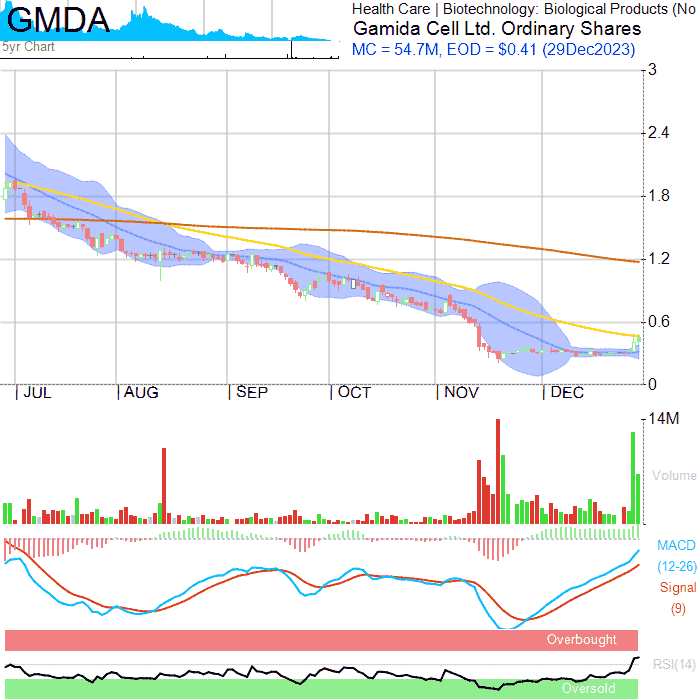 GMDA
5yr Chart
Health Care | Biotechnology: Biological Products (No
Gamida Cell Ltd. Ordinary Shares
MC = 54.7M, EOD = $0.41 (29Dec2023)
3
2.4
1.8
1.2
0.6
0
|JUL |AUG |SEP |OCT |NOV |DEC
14M
Volume
MACD
(12-26)
Signal
(9)
Overbought
RSI(14)
Oversold